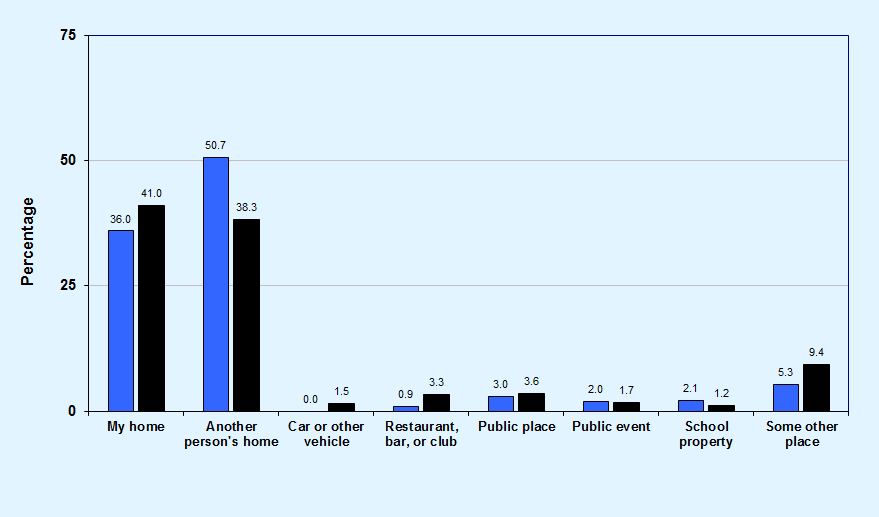 75
50
25
0
Percentage
36.0
41.0
50.7
38.3
0.0
1.5
0.9
3.3
3.0
3.6
2.0
1.7
2.1
1.2
5.3
9.4
My home
Another
person's home
Car or other
vehicle
Restaurant,
bar, or club
Public place
Public event
School
property
Some other
place